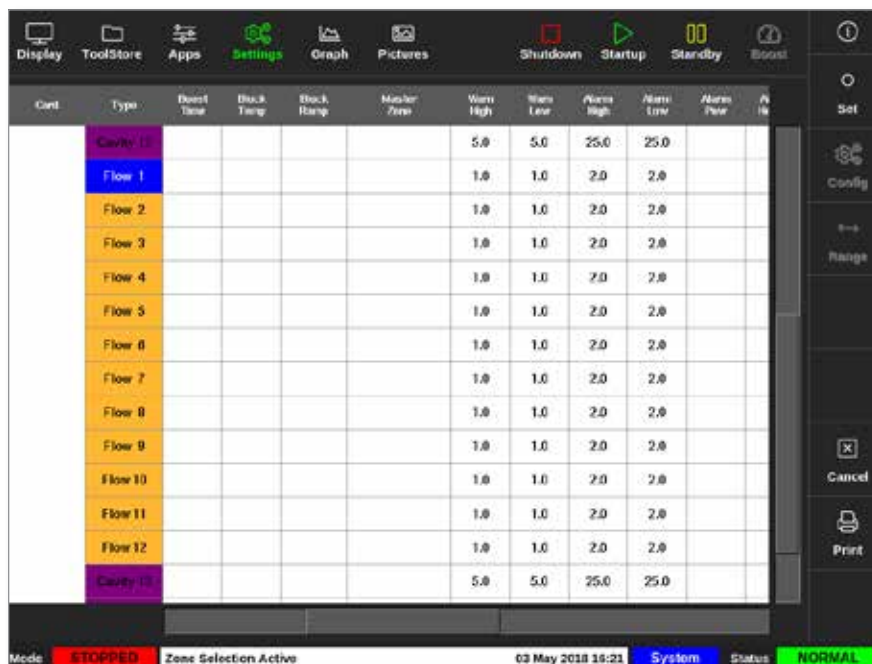 Display ToolStore Apps Settings Graph Pictures Shutdown Startup Standby Boost
Card Type Boost Time Block Temp Block Ramp Master Zone Warn High Warn Low Alarm High Alarm Low Alarm Pwr
Cavity 5.0 5.0 25.0 25.0
Flow 1 1.0 1.0 2.0 2.0
Flow 2 1.0 1.0 2.0 2.0
Flow 3 1.0 1.0 2.0 2.0
Flow 4 1.0 1.0 2.0 2.0
Flow 5 1.0 1.0 2.0 2.0
Flow 6 1.0 1.0 2.0 2.0
Flow 7 1.0 1.0 2.0 2.0
Flow 8 1.0 1.0 2.0 2.0
Flow 9 1.0 1.0 2.0 2.0
Flow 10 1.0 1.0 2.0 2.0
Flow 11 1.0 1.0 2.0 2.0
Flow 12 1.0 1.0 2.0 2.0
Cavity 5.0 5.0 25.0 25.0
Set
Config
Range
Cancel
Print
Mode STOPPED Zone Selection Active 03 May 2018 16:21 System Status NORMAL